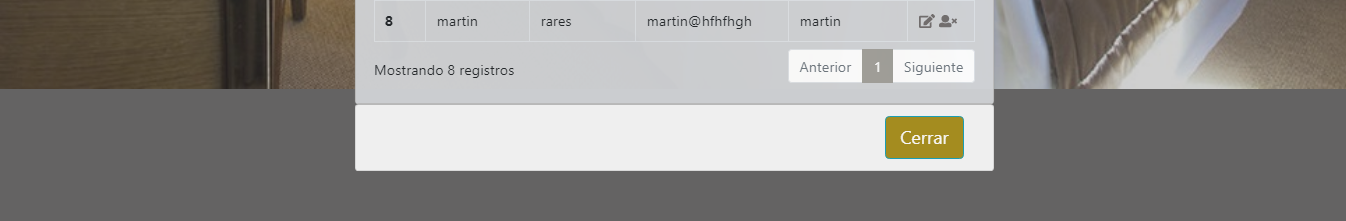 8 martin rares martin@hfhfhgh martin
Mostrando 8 registros
Anterior 1 Siguiente
Cerrar